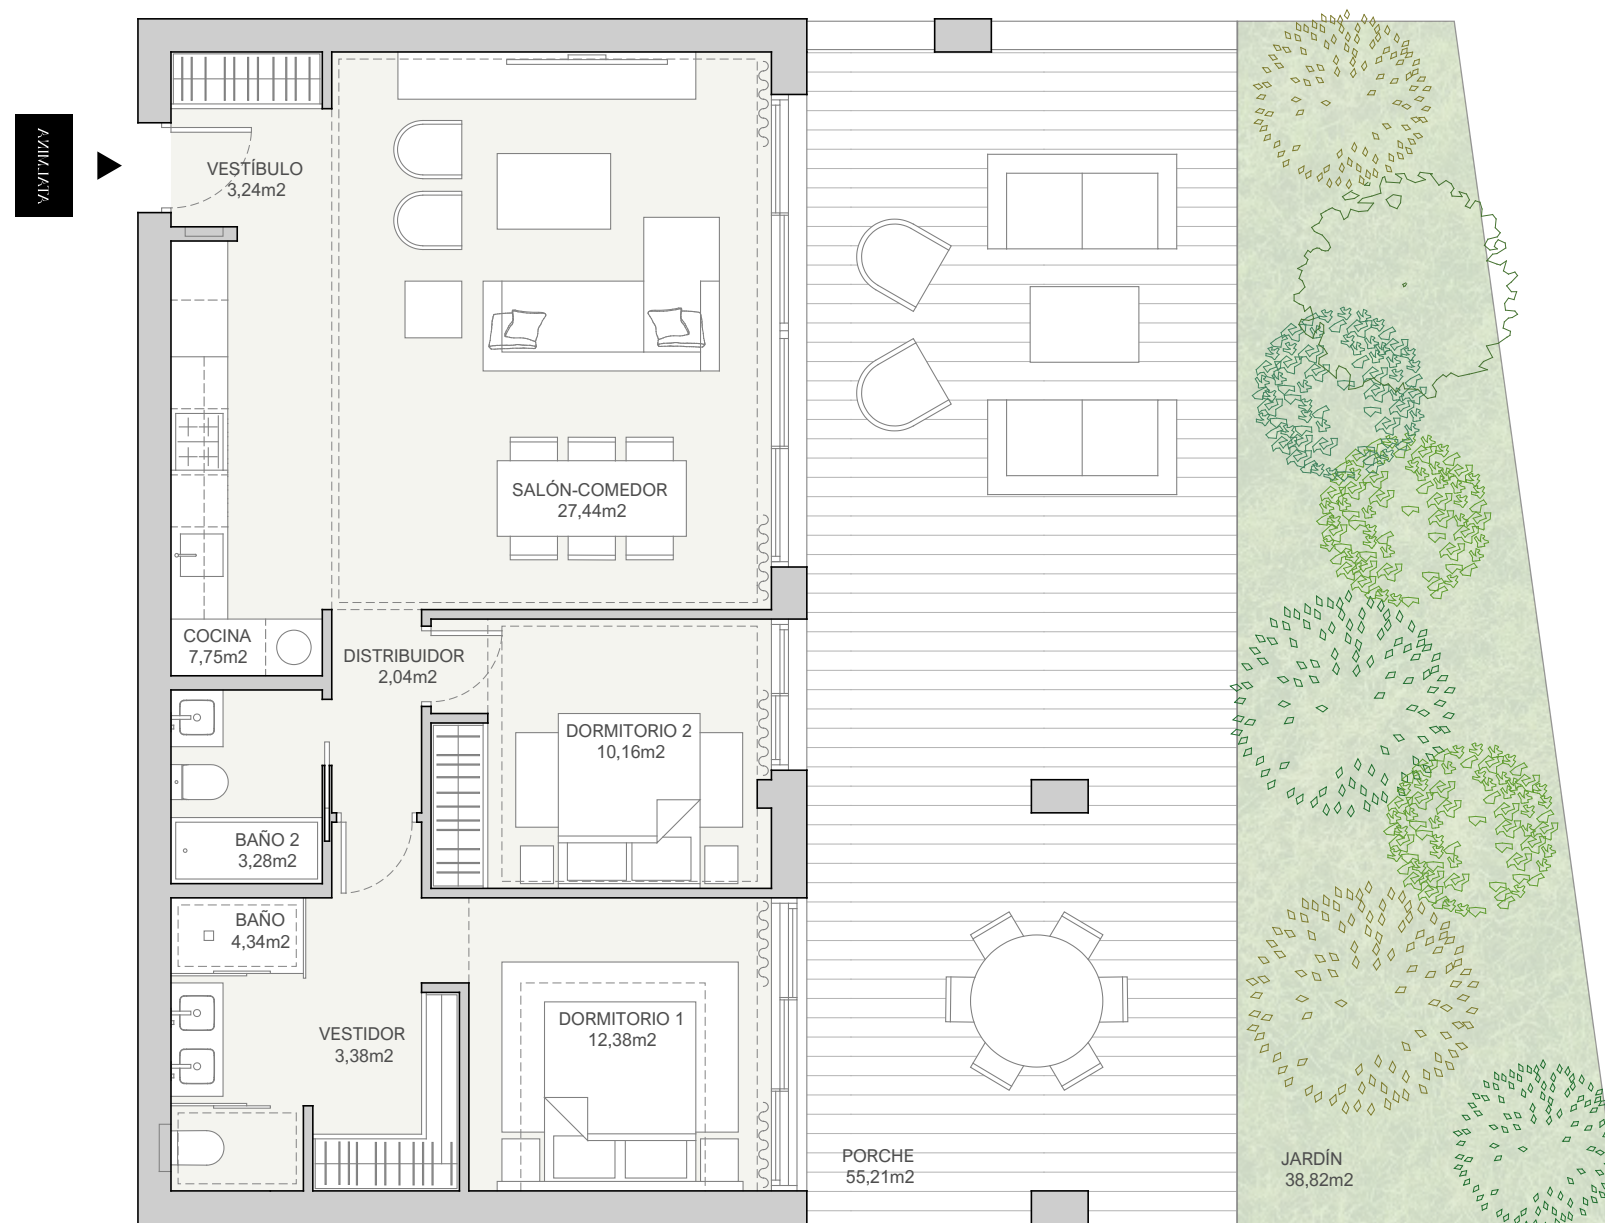 VESTÍBULO
3,24m2
SALÓN-COMEDOR
27,44m2
COCINA
7,75m2
DISTRIBUIDOR
2,04m2
DORMITORIO 2
10,16m2
BAÑO 2
3,28m2
BAÑO
4,34m2
VESTIDOR
3,38m2
DORMITORIO 1
12,38m2
PORCHE
55,21m2
JARDÍN
38,82m2